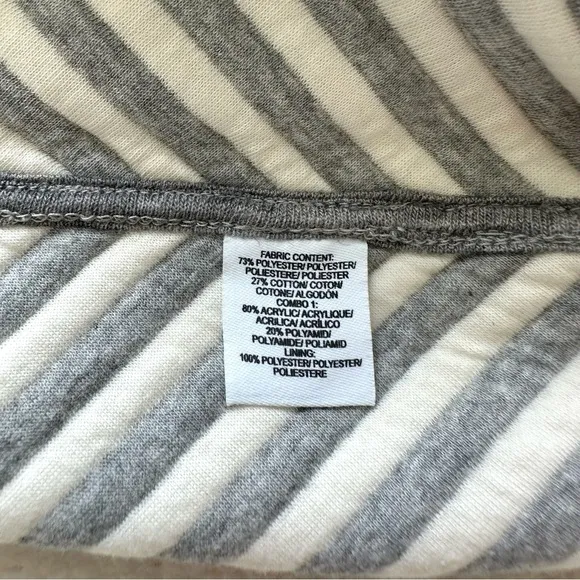 FABRIC CONTENT:
73% POLYESTER/ POLYESTER/
POLIESTERE/ POLIESTER
27% COTTON/ COTON/
COTONE/ ALGODÓN
COMBO 1:
80% ACRYLIC/ ACRYLIQUE/
ACRILICA/ ACRÍLICO
20% POLYAMID/
POLYAMIDE/ POLIAMID
LINING:
100% POLYESTER/ POLYESTER/
POLIESTERE